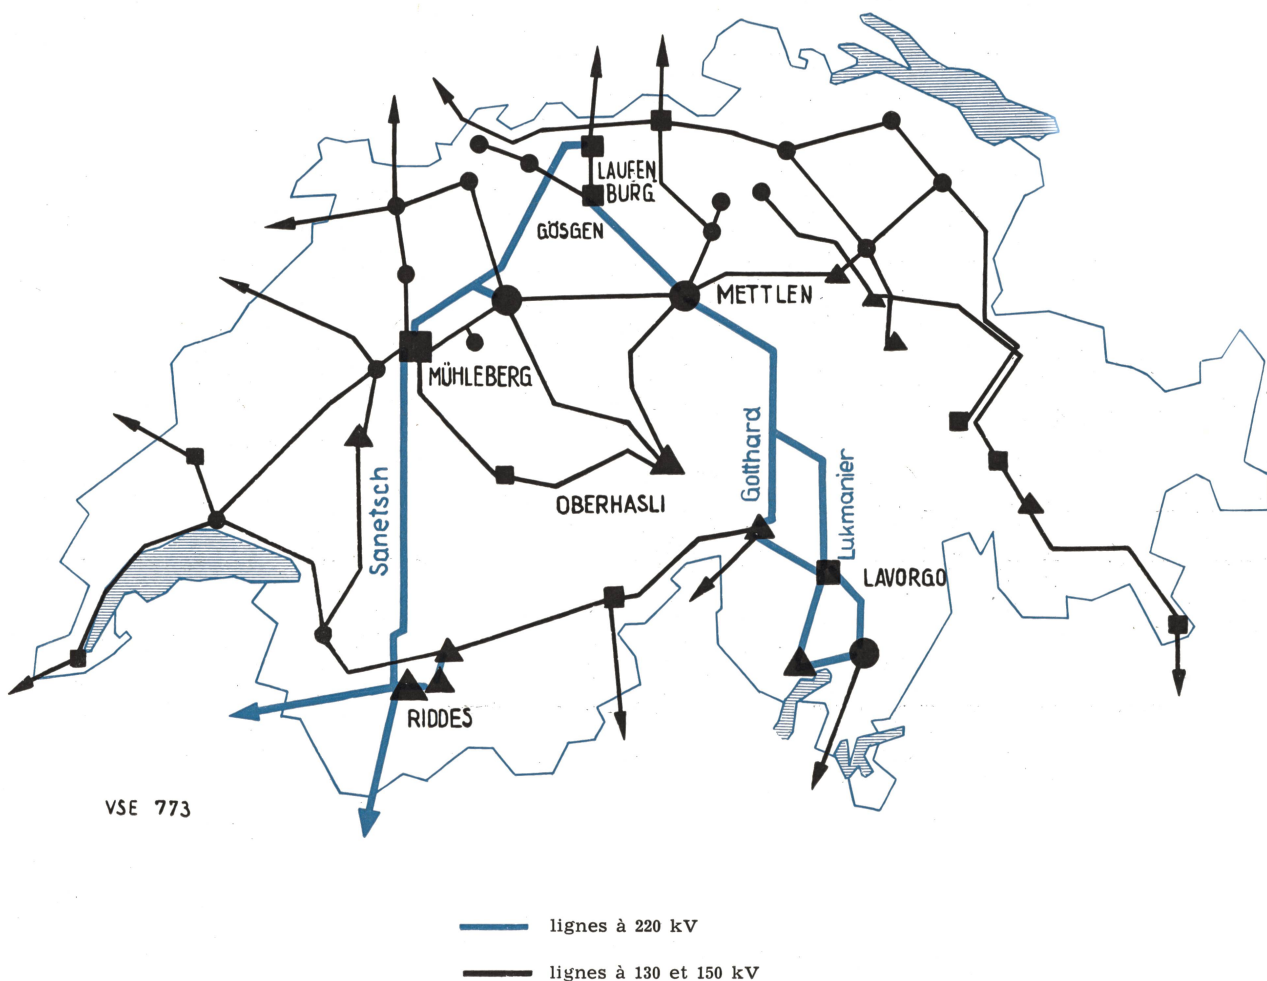 LAUFEN
BURG
GÖSGEN
METTLEN
MÜHLEBERG
Gotthard
Lukmanier
Sanetsch
OBERHASLI
LAVORGO
RIDDES
VSE 773
lignes à 220 kV
lignes à 130 et 150 kV